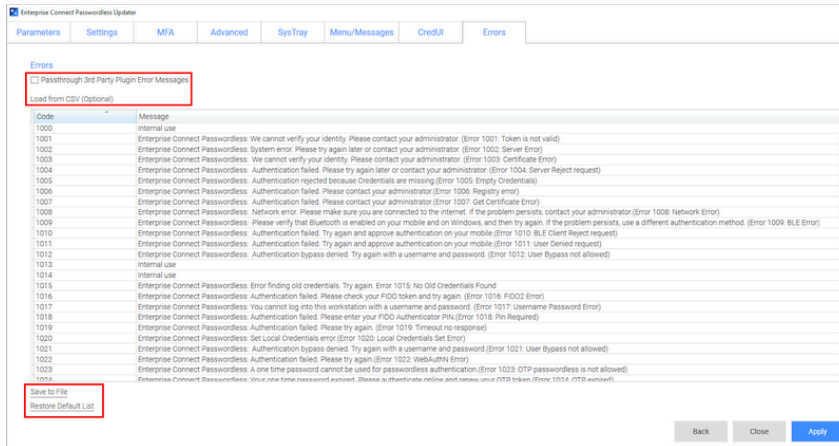 Enterprise Connect Passwordless Updater
Parameters Settings MFA Advanced SysTray Menu/Messages CredUI Errors
Errors
Passthrough 3rd Party Plugin Error Messages
Load from CSV (Optional)
Code Message
1000 Internal use
1001 Enterprise Connect Passwordless: We cannot verify your identity. Please contact your administrator. (Error 1001: Token is not valid)
1002 Enterprise Connect Passwordless: System error. Please try again later or contact your administrator. (Error 1002: Server Error)
1003 Enterprise Connect Passwordless: We cannot verify your identity. Please contact your administrator. (Error 1003: Certificate Error)
1004 Enterprise Connect Passwordless: Authentication failed. Please try again later or contact your administrator. (Error 1004: Server Reject request)
1005 Enterprise Connect Passwordless: Authentication rejected because Credentials are missing.(Error 1005: Empty Credentials)
1006 Enterprise Connect Passwordless: Authentication failed. Please contact your administrator.(Error 1006: Registry error)
1007 Enterprise Connect Passwordless: Authentication failed. Please contact your administrator.(Error 1007: Get Certificate Error)
1008 Enterprise Connect Passwordless: Network error. Please make sure you are connected to the internet. If the problem persists, contact your administrator.(Error 1008: Network Error)
1009 Enterprise Connect Passwordless: Please verify that Bluetooth is enabled on your mobile and on Windows, and then try again. If the problem persists, use a different authentication method. (Error 1009: BLE Error)
1010 Enterprise Connect Passwordless: Authentication failed. Try again and approve authentication on your mobile.(Error 1010: BLE Client Reject request)
1011 Enterprise Connect Passwordless: Authentication failed. Try again and approve authentication on your mobile.(Error 1011: User Denied request)
1012 Enterprise Connect Passwordless: Authentication bypass denied. Try again with a username and password. (Error 1012: User Bypass not allowed)
1013 Internal use
1014 Internal use
1015 Enterprise Connect Passwordless: Error finding old credentials. Try again. Error 1015: No Old Credentials Found
1016 Enterprise Connect Passwordless: Authentication failed. Please check your FIDO token and try again. (Error 1016: FIDO2 Error)
1017 Enterprise Connect Passwordless: You cannot log into this workstation with a username and password. (Error 1017: Username Password Error)
1018 Enterprise Connect Passwordless: Authentication failed. Please enter your FIDO Authenticator PIN.(Error 1018: Pin Required)
1019 Enterprise Connect Passwordless: Authentication failed. Please try again. (Error 1019: Timeout no response)
1020 Enterprise Connect Passwordless: Set Local Credentials error.(Error 1020: Local Credentials Set Error)
1021 Enterprise Connect Passwordless: Authentication bypass denied. Try again with a username and password.(Error 1021: User Bypass not allowed)
1022 Enterprise Connect Passwordless: Authentication failed. Please try again.(Error 1022: WebAuthN Error)
1023 Enterprise Connect Passwordless: A one time password cannot be used for passwordless authentication.(Error 1023: OTP passwordless is not allowed)
1024 Enterprise Connect Passwordless: Your one time password expired. Please authenticate online and renew your OTP token.(Error 1024: OTP expired)
Save to File
Restore Default List
Back Close Apply